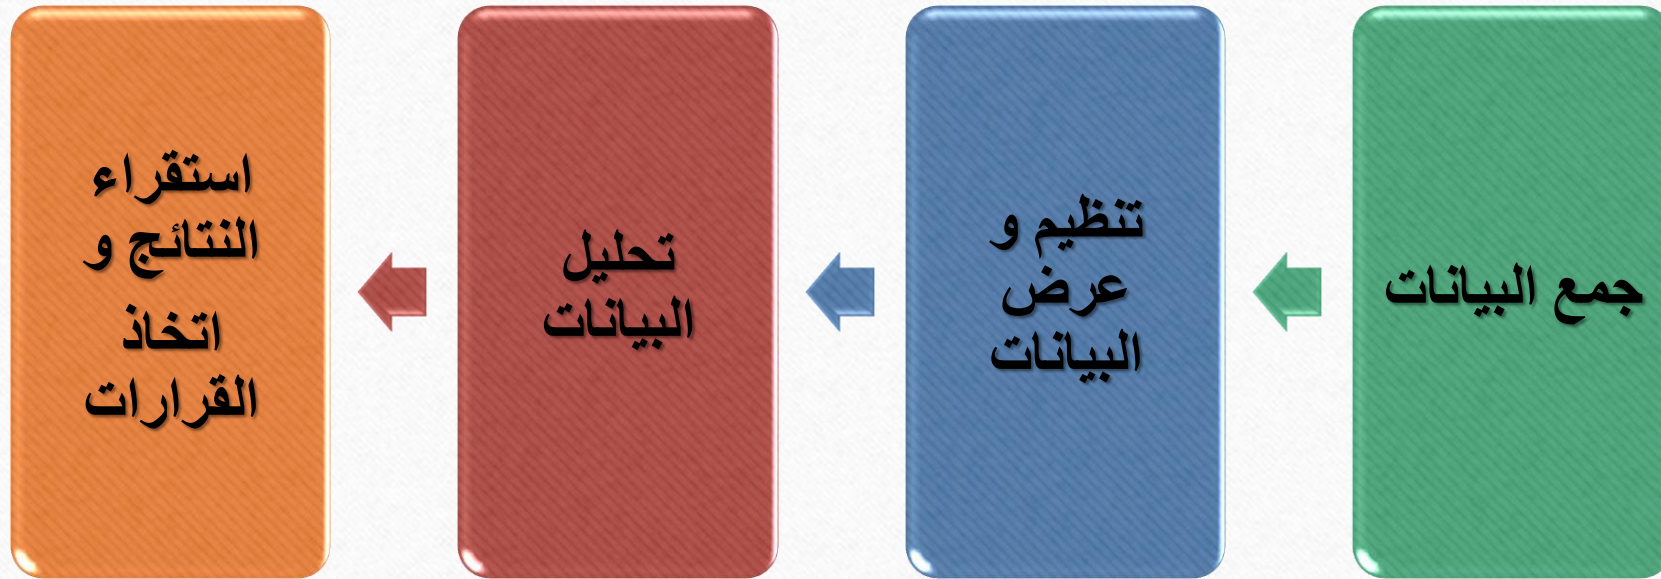 جمع البيانات
تنظيم و
عرض
البيانات
تحليل
البيانات
استقراء
النتائج و
اتخاذ
القرارات